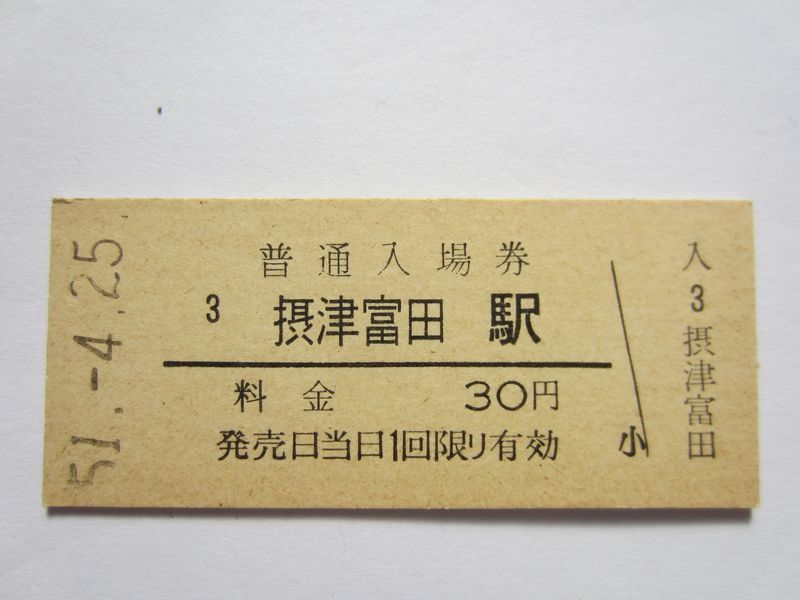 51.-4.25
普通入場券
3 摂津富田 駅
料金 30円
発売日当日1回限り有効
小
入
3
摂津富田